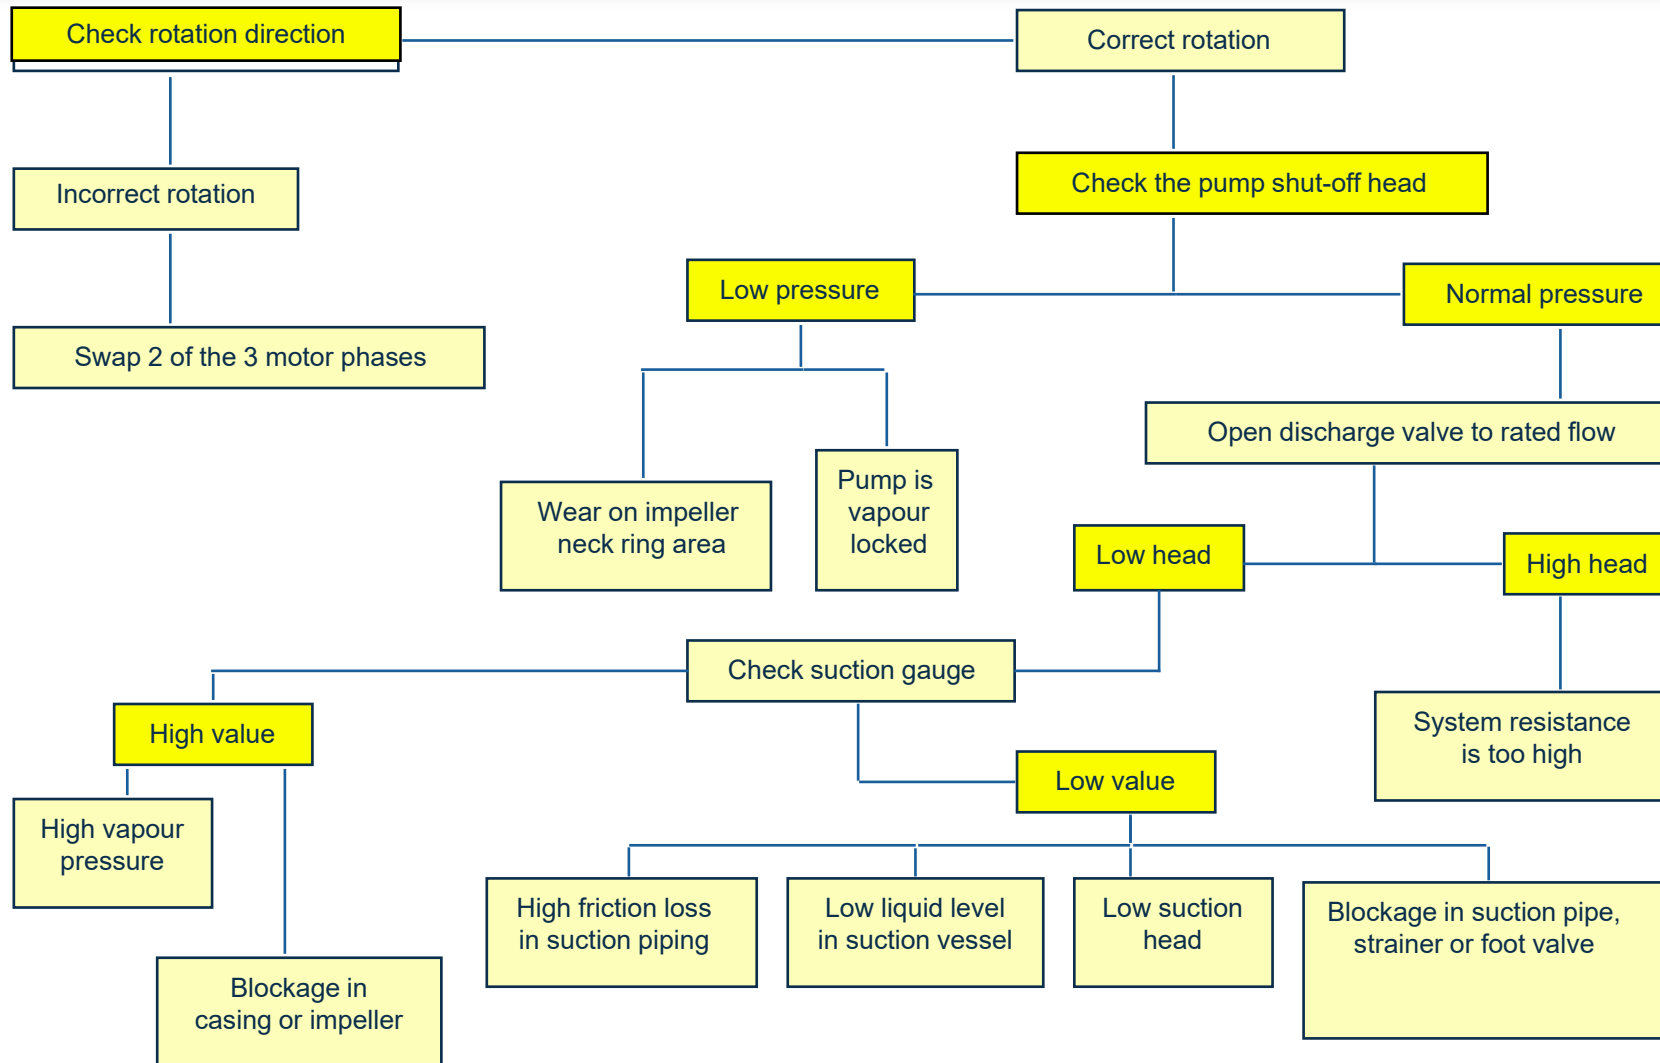 Check rotation direction
Correct rotation
Check the pump shut-off head
Incorrect rotation
Low pressure
Normal pressure
Swap 2 of the 3 motor phases
Open discharge valve to rated flow
Pump is
vapour
locked
Wear on impeller
neck ring area
Low head
High head
Check suction gauge
System resistance
is too high
High value
Low value
High vapour
pressure
High friction loss
in suction piping
Low liquid level
in suction vessel
Low suction
head
Blockage in suction pipe,
strainer or foot valve
Blockage in
casing or impeller